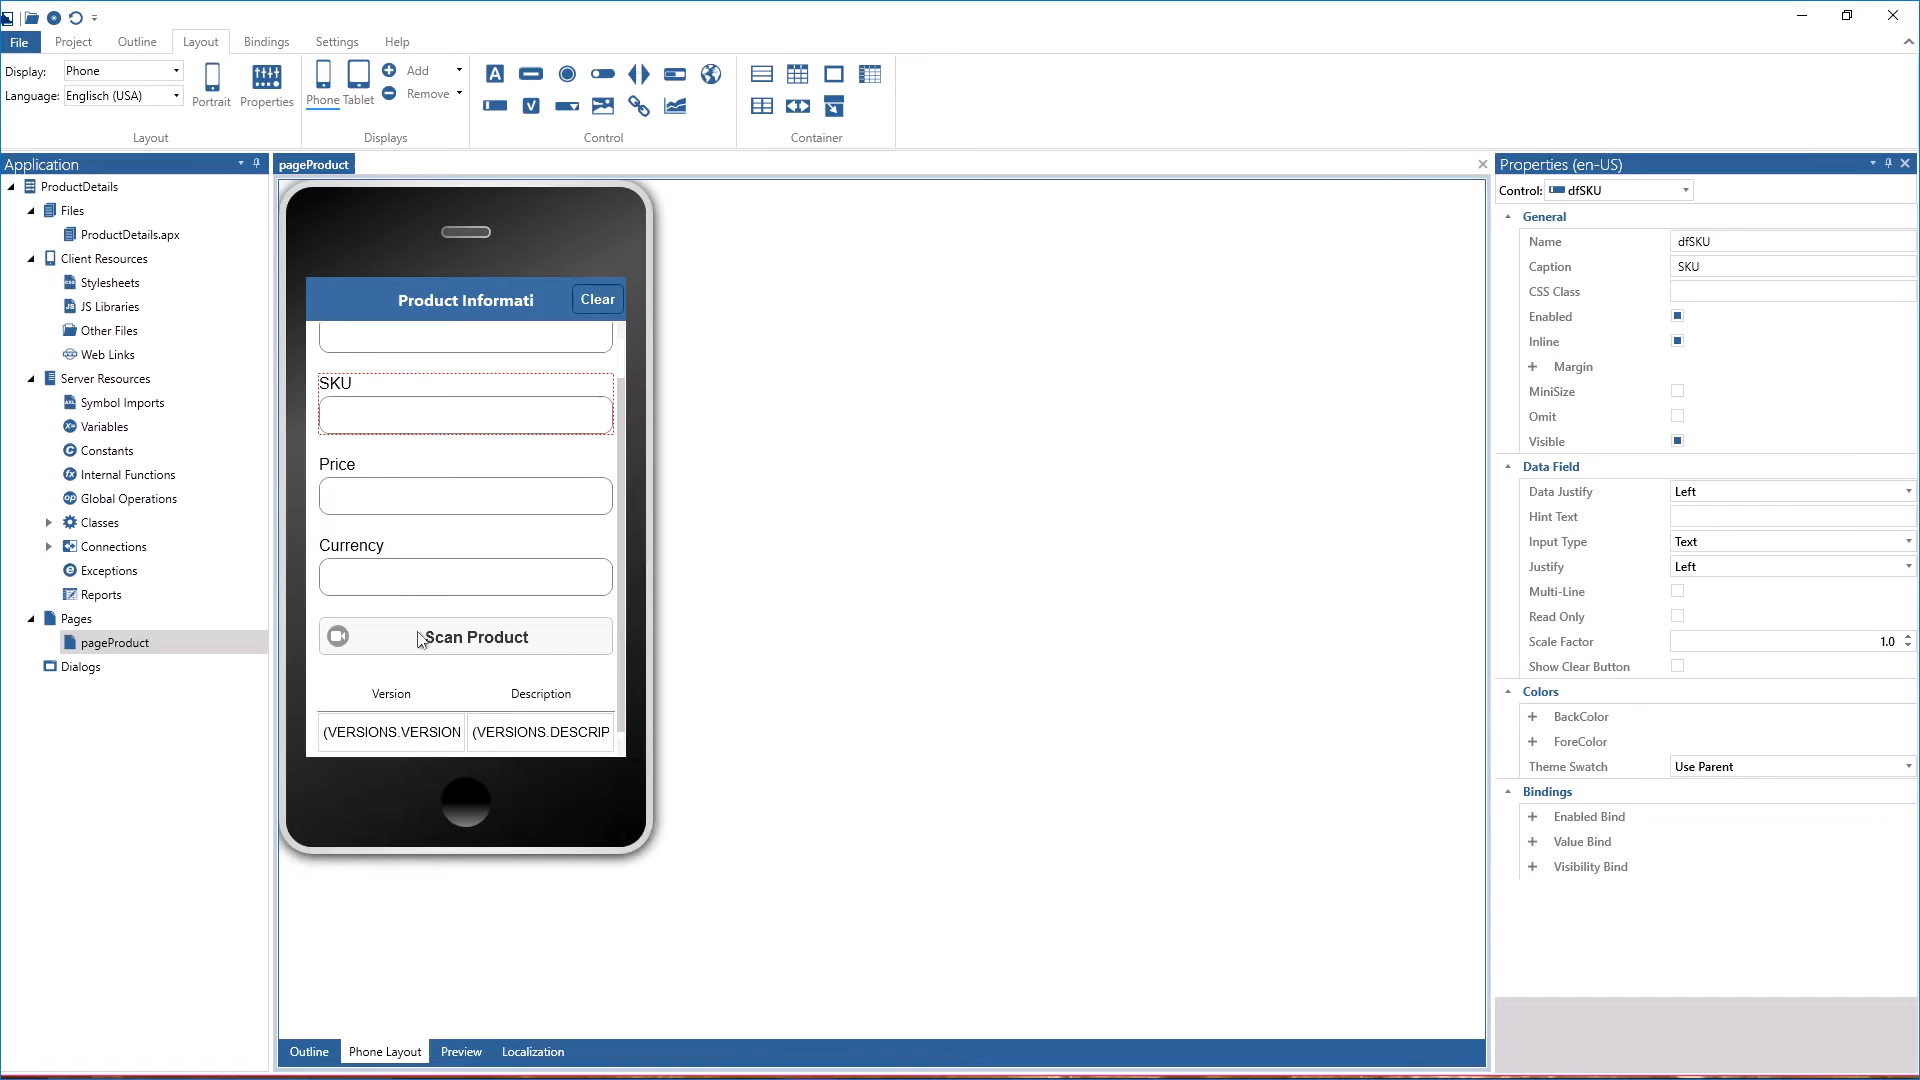 File
Project
Outline
Layout
Bindings
Settings
Help
Display:
Phone
Language:
Englisch (USA)
Portrait
Properties
Layout
Phone
Tablet
Add
Remove
Displays
Control
Container
Application
ProductDetails
Files
ProductDetails.apx
Client Resources
Stylesheets
JS Libraries
Other Files
Web Links
Server Resources
Symbol Imports
Variables
Constants
Internal Functions
Global Operations
Classes
Connections
Exceptions
Reports
Pages
pageProduct
Dialogs
pageProduct
Product Informati
Clear
SKU
Price
Currency
Scan Product
Version
Description
(VERSIONS.VERSION
(VERSIONS.DESCRIP
Outline
Phone Layout
Preview
Localization
Properties (en-US)
Control:
dfSKU
General
Name
dfSKU
Caption
SKU
CSS Class
Enabled
Inline
Margin
MiniSize
Omit
Visible
Data Field
Data Justify
Left
Hint Text
Input Type
Text
Justify
Left
Multi-Line
Read Only
Scale Factor
1.0
Show Clear Button
Colors
BackColor
ForeColor
Theme Swatch
Use Parent
Bindings
Enabled Bind
Value Bind
Visibility Bind